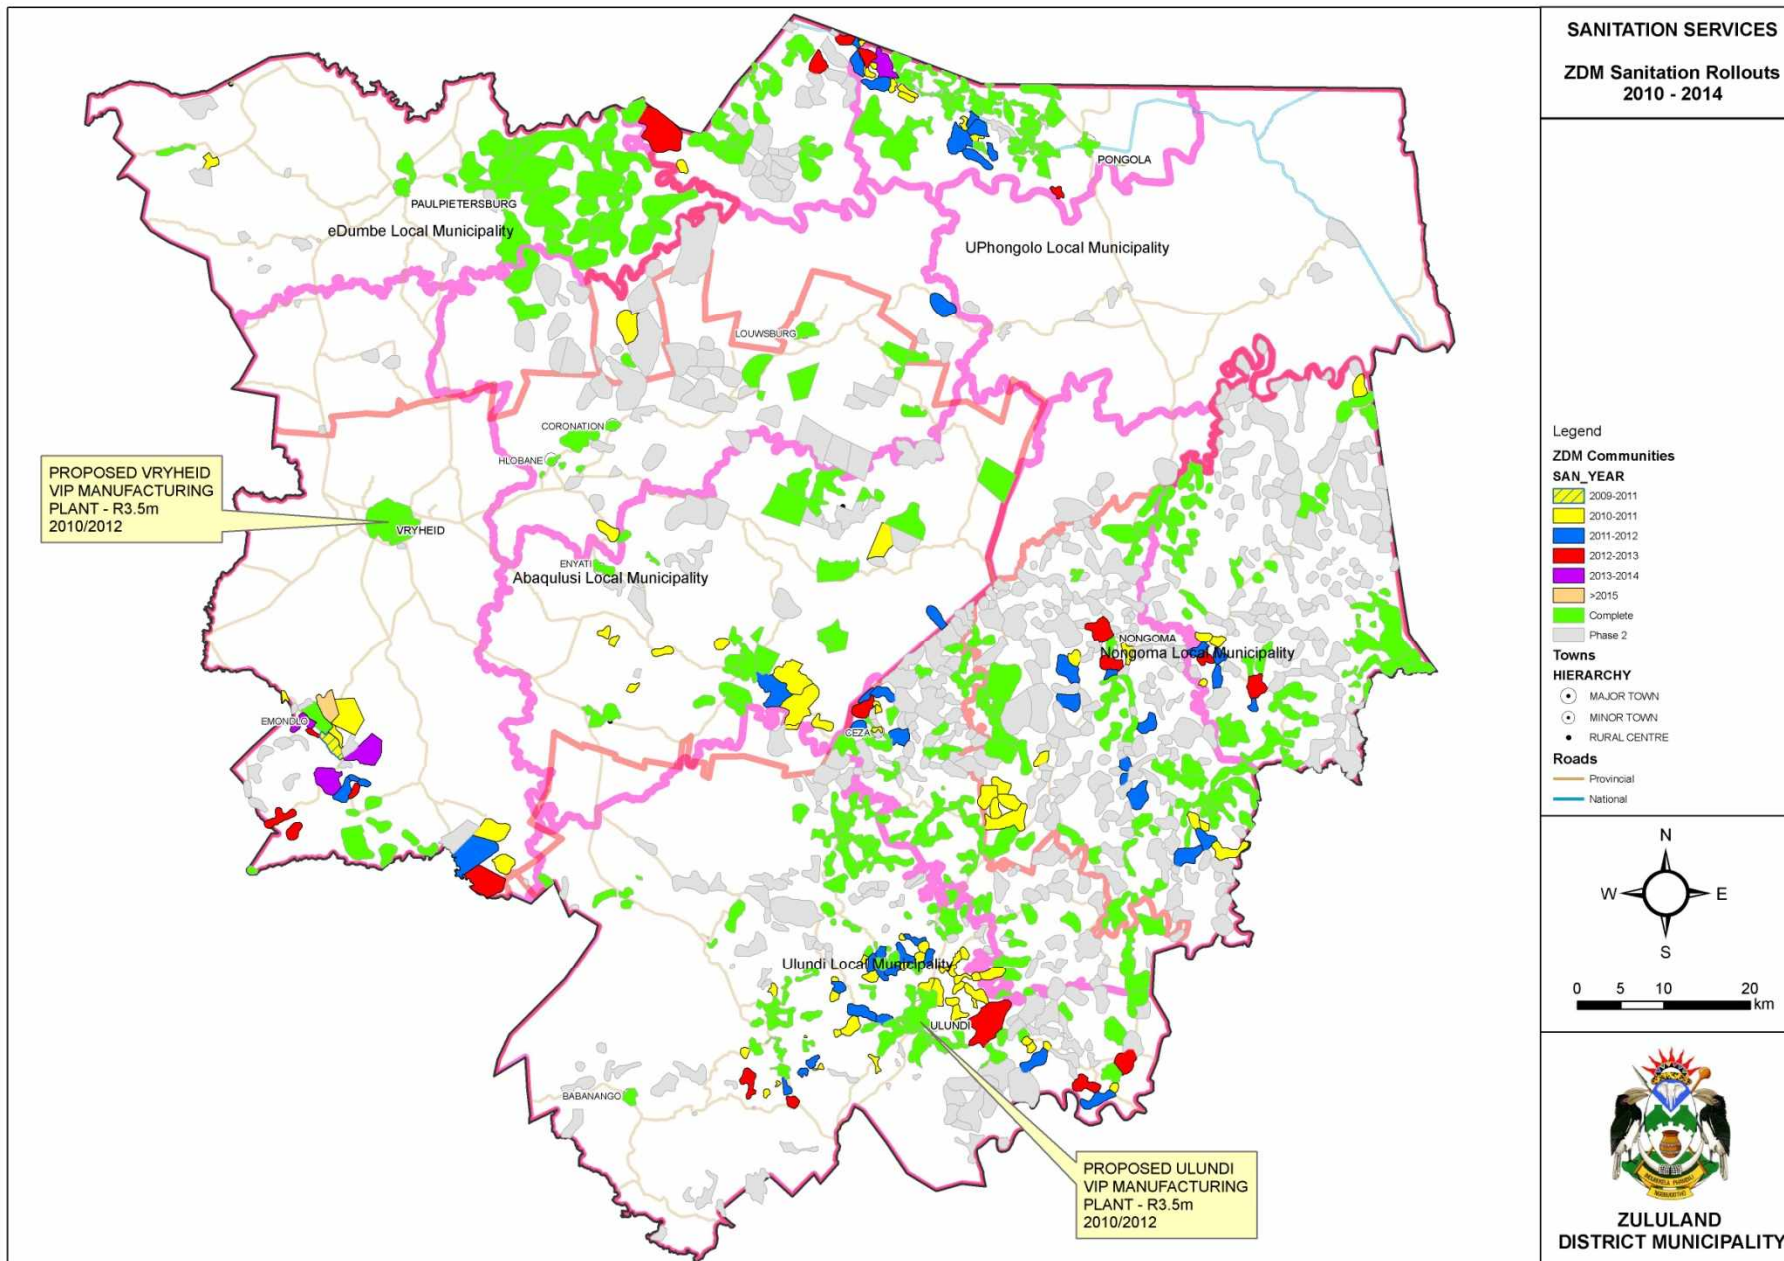 SANITATION SERVICES
ZDM Sanitation Rollouts
2010 - 2014
PONGOLA
PAULPIETERSBURG
eDumbe Local Municipality
UPhongolo Local Municipality
LOUWSBURG
CORONATION
HLOBANE
PROPOSED VRYHEID
VIP MANUFACTURING
PLANT - R3.5m
2010/2012
VRYHEID
ENYATI
Abaqulusi Local Municipality
NONGOMA
Nongoma Local Municipality
EMONDLO
CEZA
Ulundi Local Municipality
ULUNDI
BABANANGO
PROPOSED ULUNDI
VIP MANUFACTURING
PLANT - R3.5m
2010/2012
Legend
ZDM Communities
SAN_YEAR
2009-2011
2010-2011
2011-2012
2012-2013
2013-2014
>2015
Complete
Phase 2
Towns
HIERARCHY
MAJOR TOWN
MINOR TOWN
RURAL CENTRE
Roads
Provincial
National
N
W E
S
0 5 10 20
km
ZULULAND
DISTRICT MUNICIPALITY